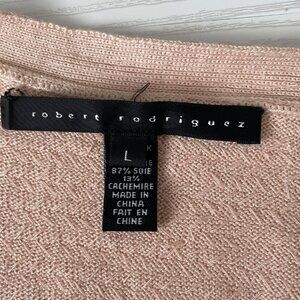 robert rodriguez
L
87% SOIE
13%
CACHEMIRE
MADE IN
CHINA
FAIT EN
CHINE